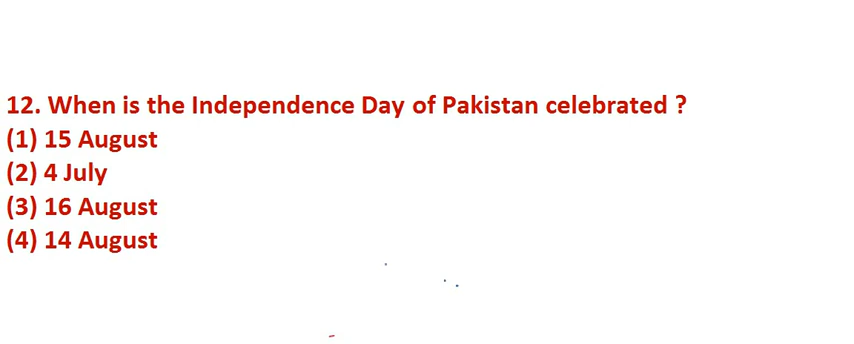 12. When is the Independence Day of Pakistan celebrated ?
(1) 15 August
(2) 4 July
(3) 16 August
(4) 14 August